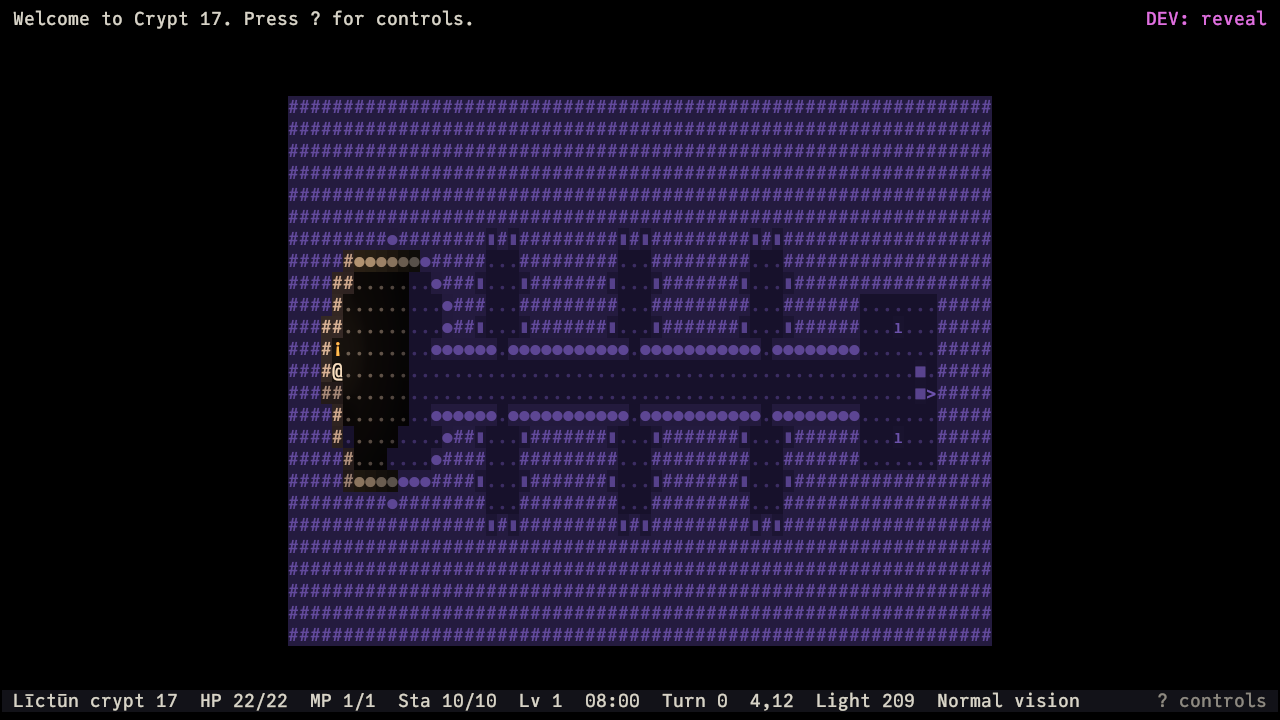 Welcome to Crypt 17. Press ? for controls.
DEV: reveal
Līctūn crypt 17 HP 22/22 MP 1/1 Sta 10/10 Lv 1 08:00 Turn 0 4,12 Light 209 Normal vision ? controls